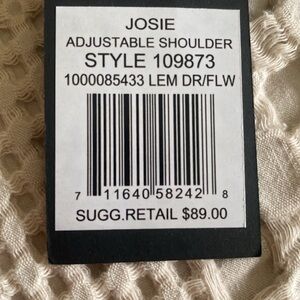 JOSIE
ADJUSTABLE SHOULDER
STYLE 109873
1000085433 LEM DR/FLW
7 11640 58242 8
SUGG.RETAIL $89.00